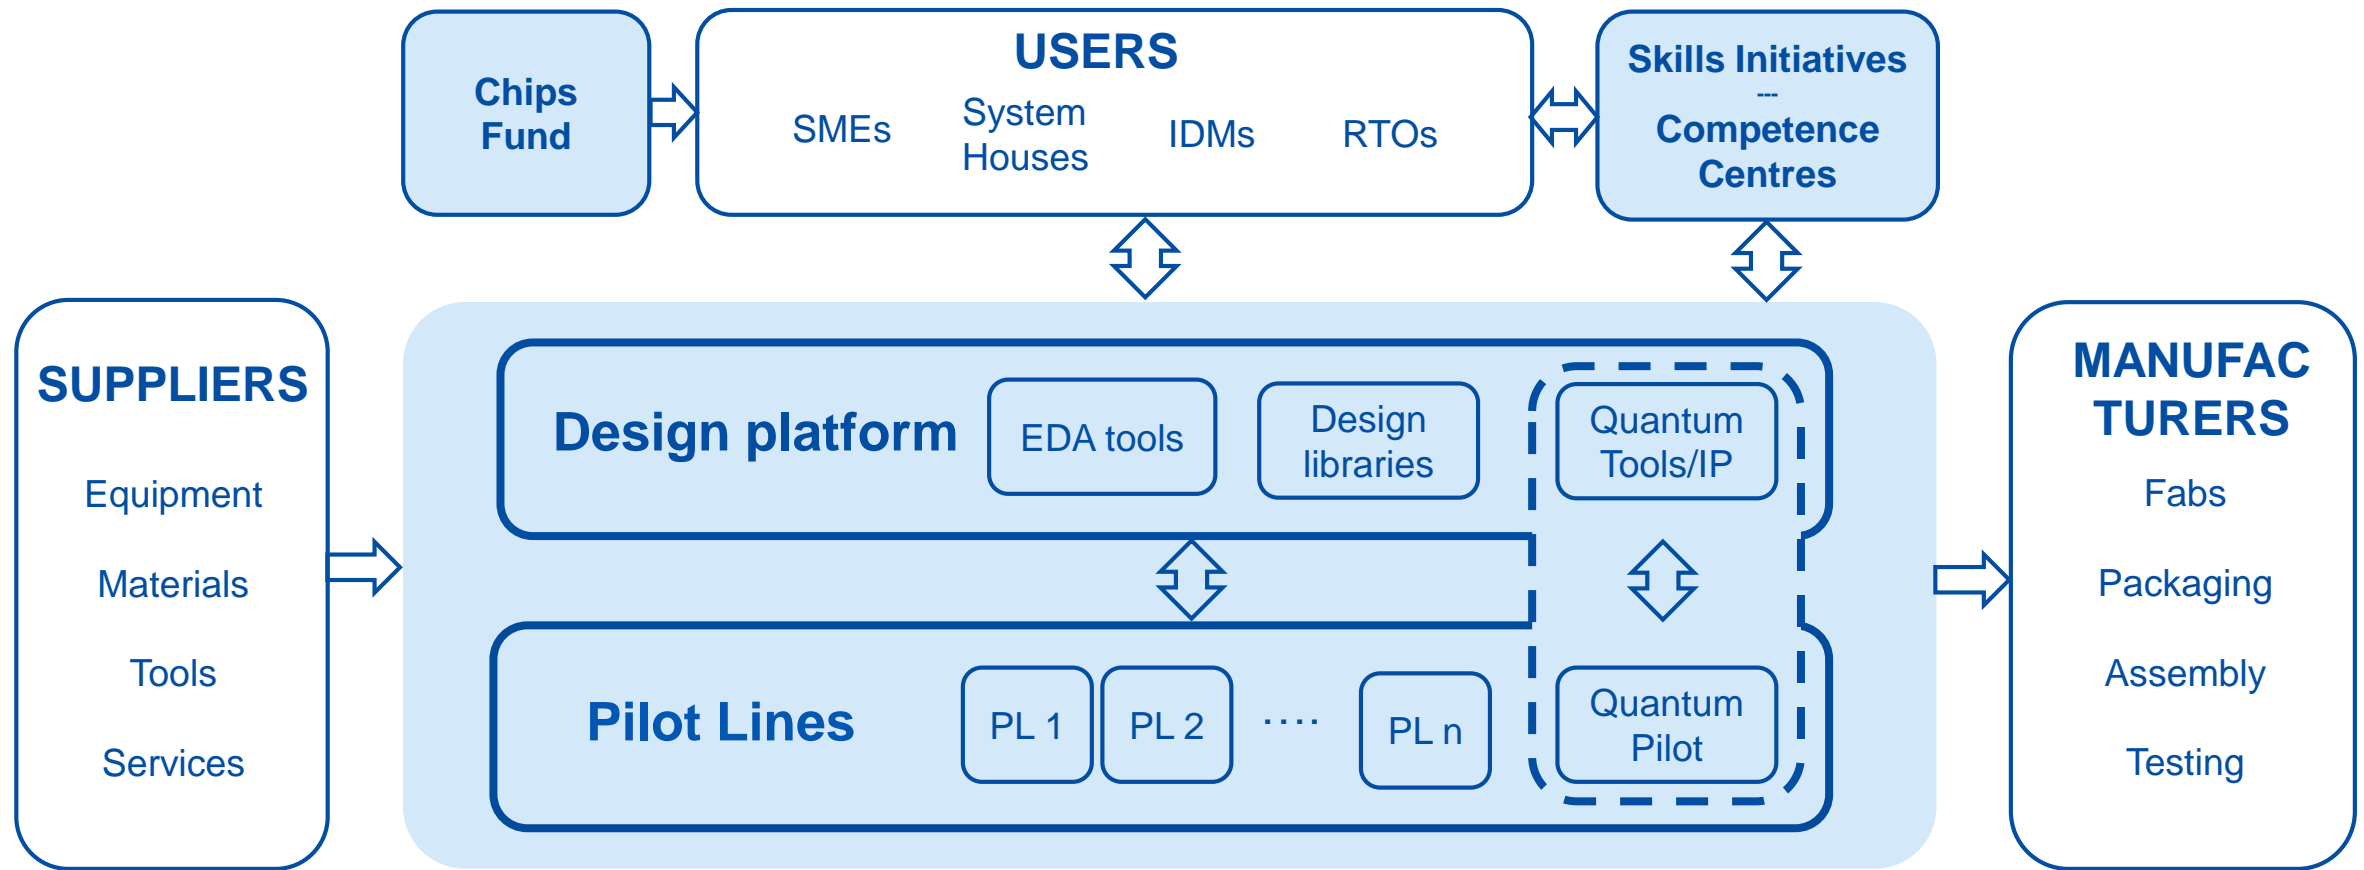 Chips
Fund
USERS
SMEs
System
Houses
IDMs
RTOs
Skills Initiatives
---
Competence
Centres
SUPPLIERS
Equipment
Materials
Tools
Services
Design platform
EDA tools
Design
libraries
Quantum
Tools/IP
Pilot Lines
PL 1
PL 2
....
PL n
Quantum
Pilot
MANUFAC
TURERS
Fabs
Packaging
Assembly
Testing